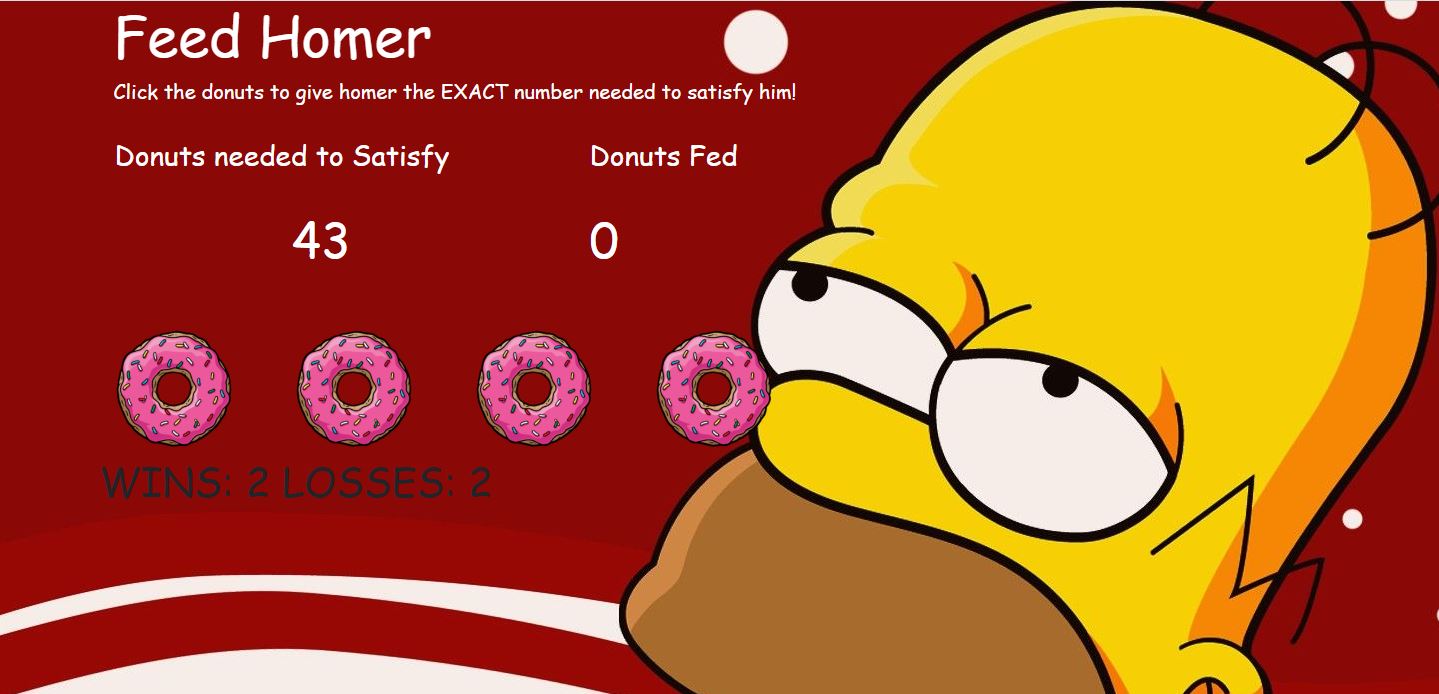 Feed Homer
Click the donuts to give homer the EXACT number needed to satisfy him!
Donuts needed to Satisfy Donuts Fed
43 0
WINS: 2 LOSSES: 2